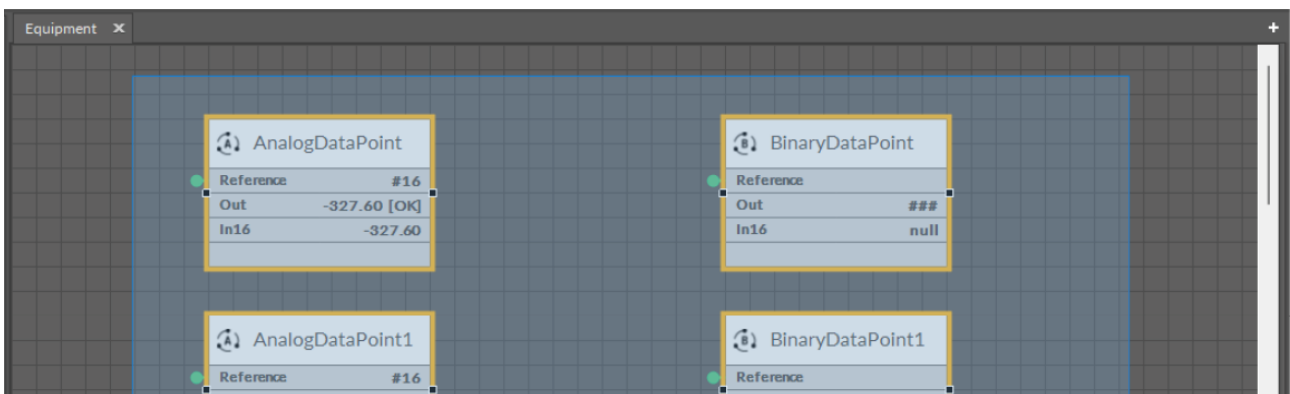 Equipment
AnalogDataPoint
Reference #16
Out -327.60 [OK]
In16 -327.60
BinaryDataPoint
Reference
Out ###
In16 null
AnalogDataPoint1
Reference #16
BinaryDataPoint1
Reference